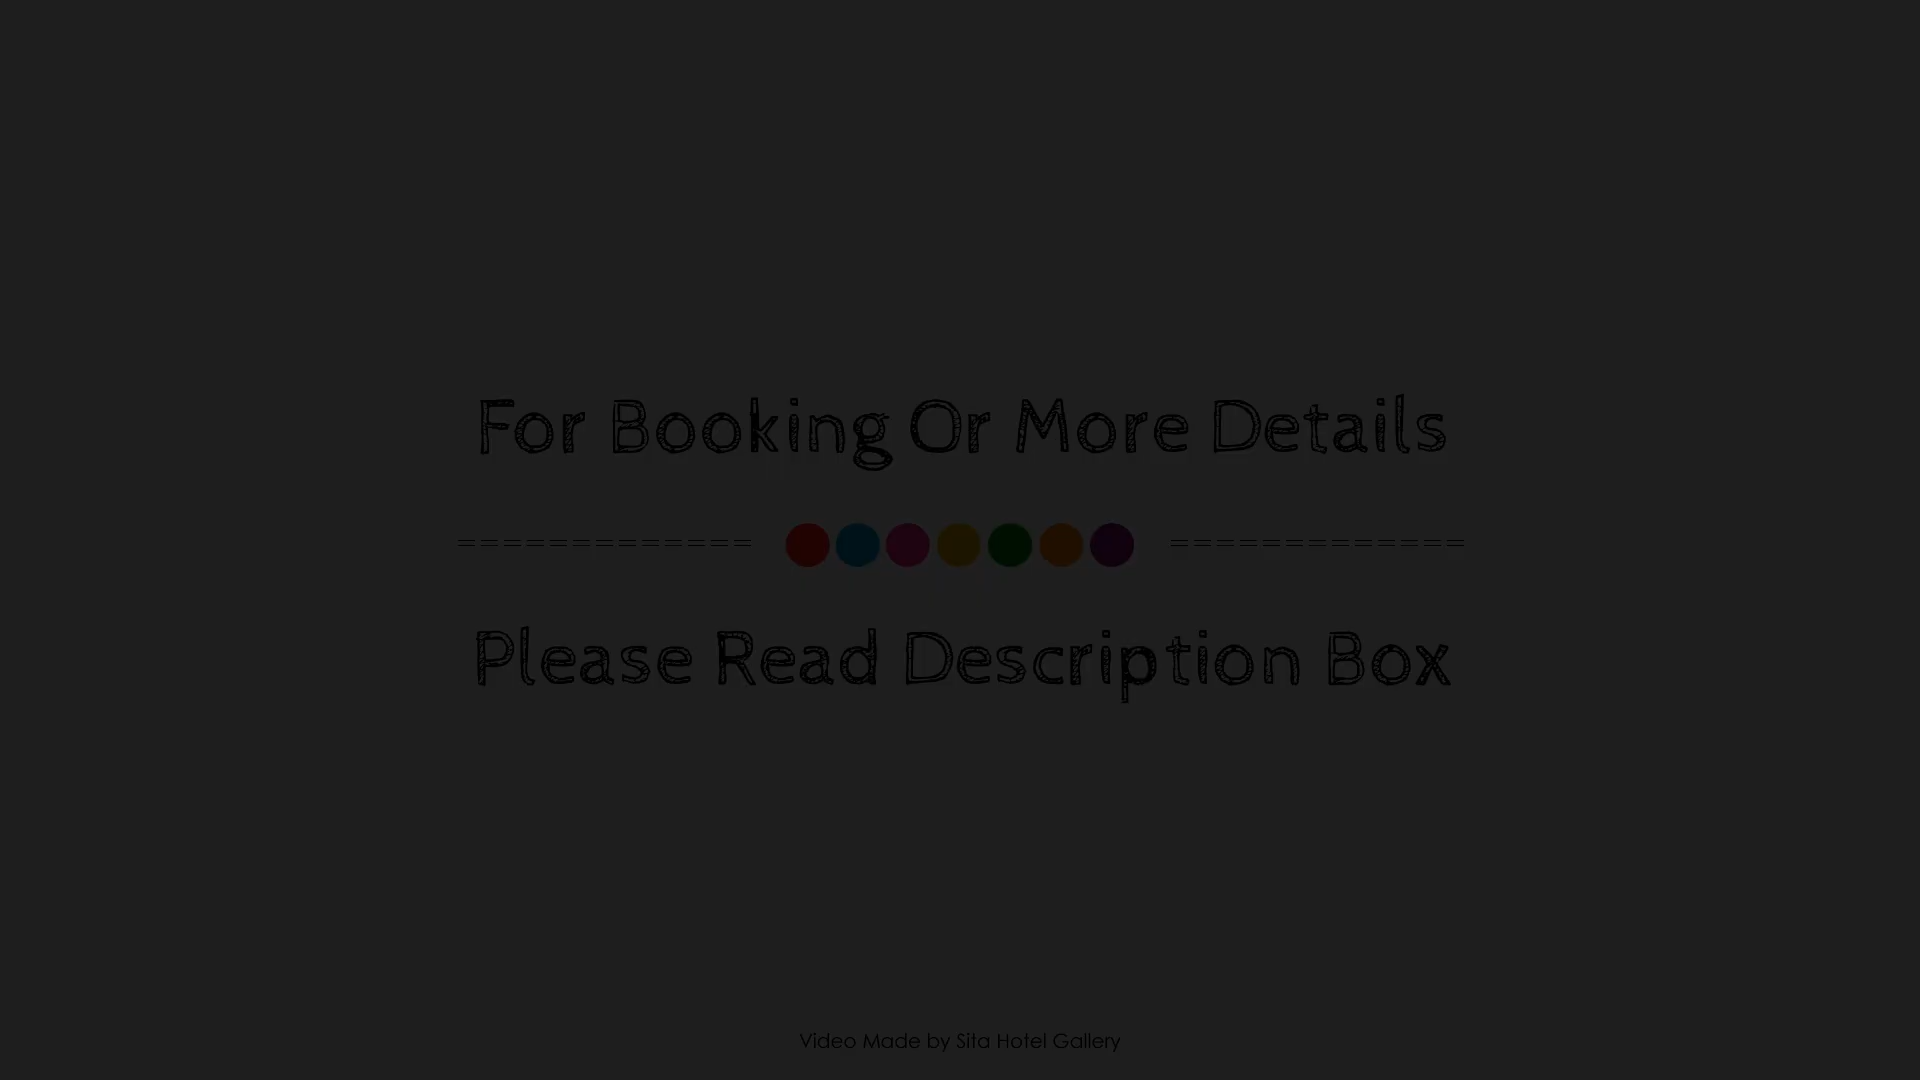 For Booking Or More Details
============= =============
Please Read Description Box
Video Made by Sita Hotel Gallery